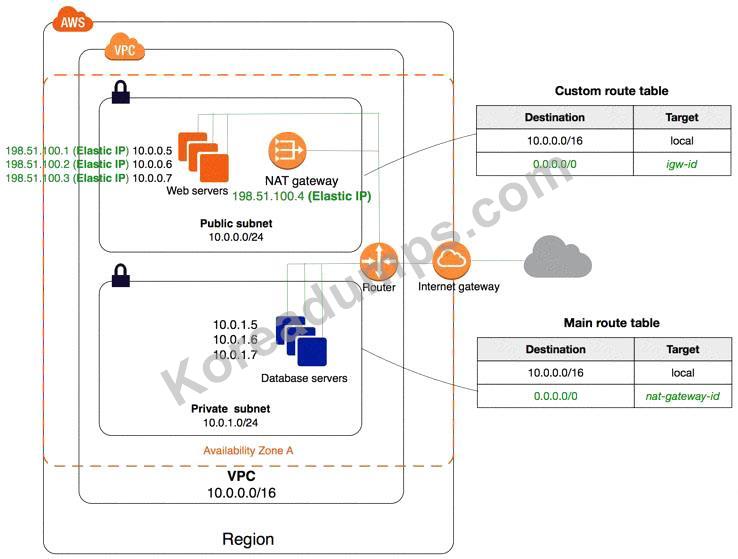 AWS
VPC
198.51.100.1 (Elastic IP) 10.0.0.5
198.51.100.2 (Elastic IP) 10.0.0.6
198.51.100.3 (Elastic IP) 10.0.0.7
Web servers
NAT gateway
198.51.100.4 (Elastic IP)
Public subnet
10.0.0.0/24
Router
Internet gateway
10.0.1.5
10.0.1.6
10.0.1.7
Database servers
Private subnet
10.0.1.0/24
Availability Zone A
VPC
10.0.0.0/16
Region
Custom route table
Destination Target
10.0.0.0/16 local
0.0.0.0/0 igw-id
Main route table
Destination Target
10.0.0.0/16 local
0.0.0.0/0 nat-gateway-id
Koreadumps.com